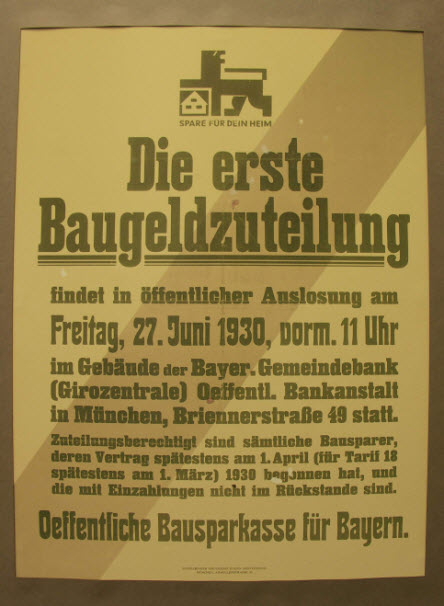 SPARE FÜR DEIN HEIM
Die erste
Baugeldzuteilung
findet in öffentlicher Auslosung am
Freitag, 27. Juni 1930, vorm. 11 Uhr
im Gebäude der Bayer. Gemeindebank
(Girozentrale) Oeffentl. Bankanstalt
in München, Briennerstraße 49 statt.
Zuteilungsberechtigt sind sämtliche Bausparer,
deren Vertrag spätestens am 1. April (für Tarif 18
spätestens am 1. März) 1930 begonnen hat, und
die mit Einzahlungen nicht im Rückstande sind.
Oeffentliche Bausparkasse für Bayern.